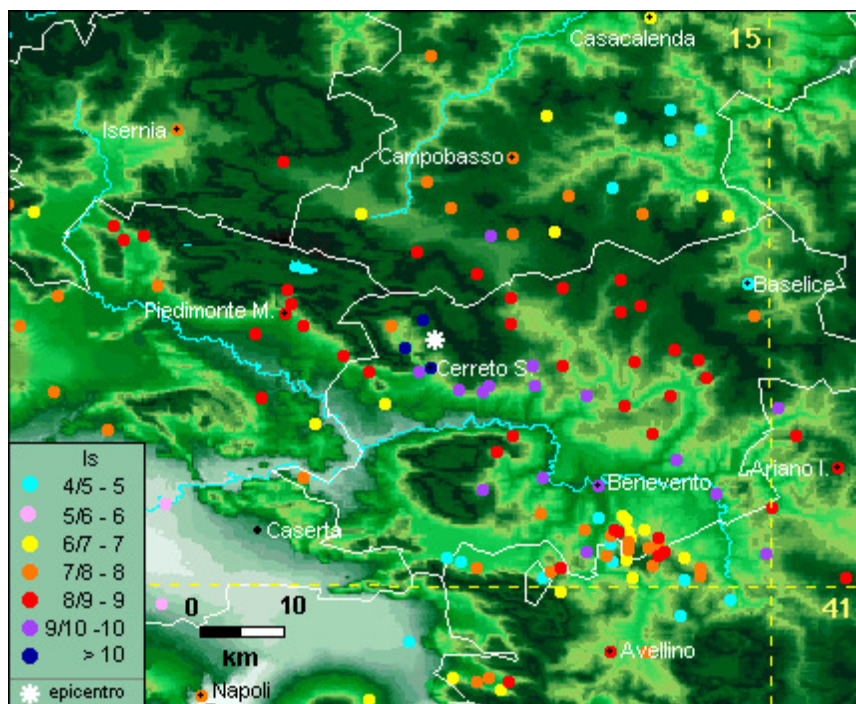 Casacalenda
15
Isernia
Campobasso
Baselice
Piedimonte M.
Cerreto S.
Is
4/5 - 5
5/6 - 6
6/7 - 7
7/8 - 8
8/9 - 9
9/10 -10
> 10
epicentro
Ariano I.
Benevento
Caserta
0 10
km
41
Avellino
Napoli